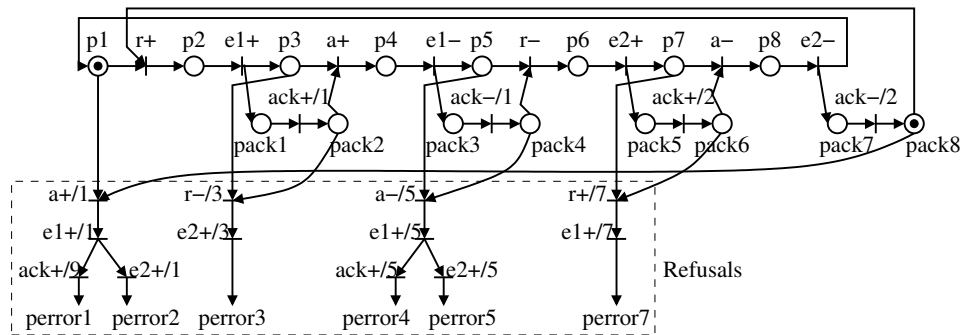 p1 r+ p2 e1+ p3 a+ p4 e1− p5 r− p6 e2+ p7 a− p8 e2−
ack+/1 ack−/1 ack+/2 ack−/2
pack1 pack2 pack3 pack4 pack5 pack6 pack7 pack8
a+/1 r−/3 a−/5 r+/7
e1+/1 e2+/3 e1+/5 e1+/7
ack+/9 e2+/1 ack+/5 e2+/5 Refusals
perror1 perror2 perror3 perror4 perror5 perror7